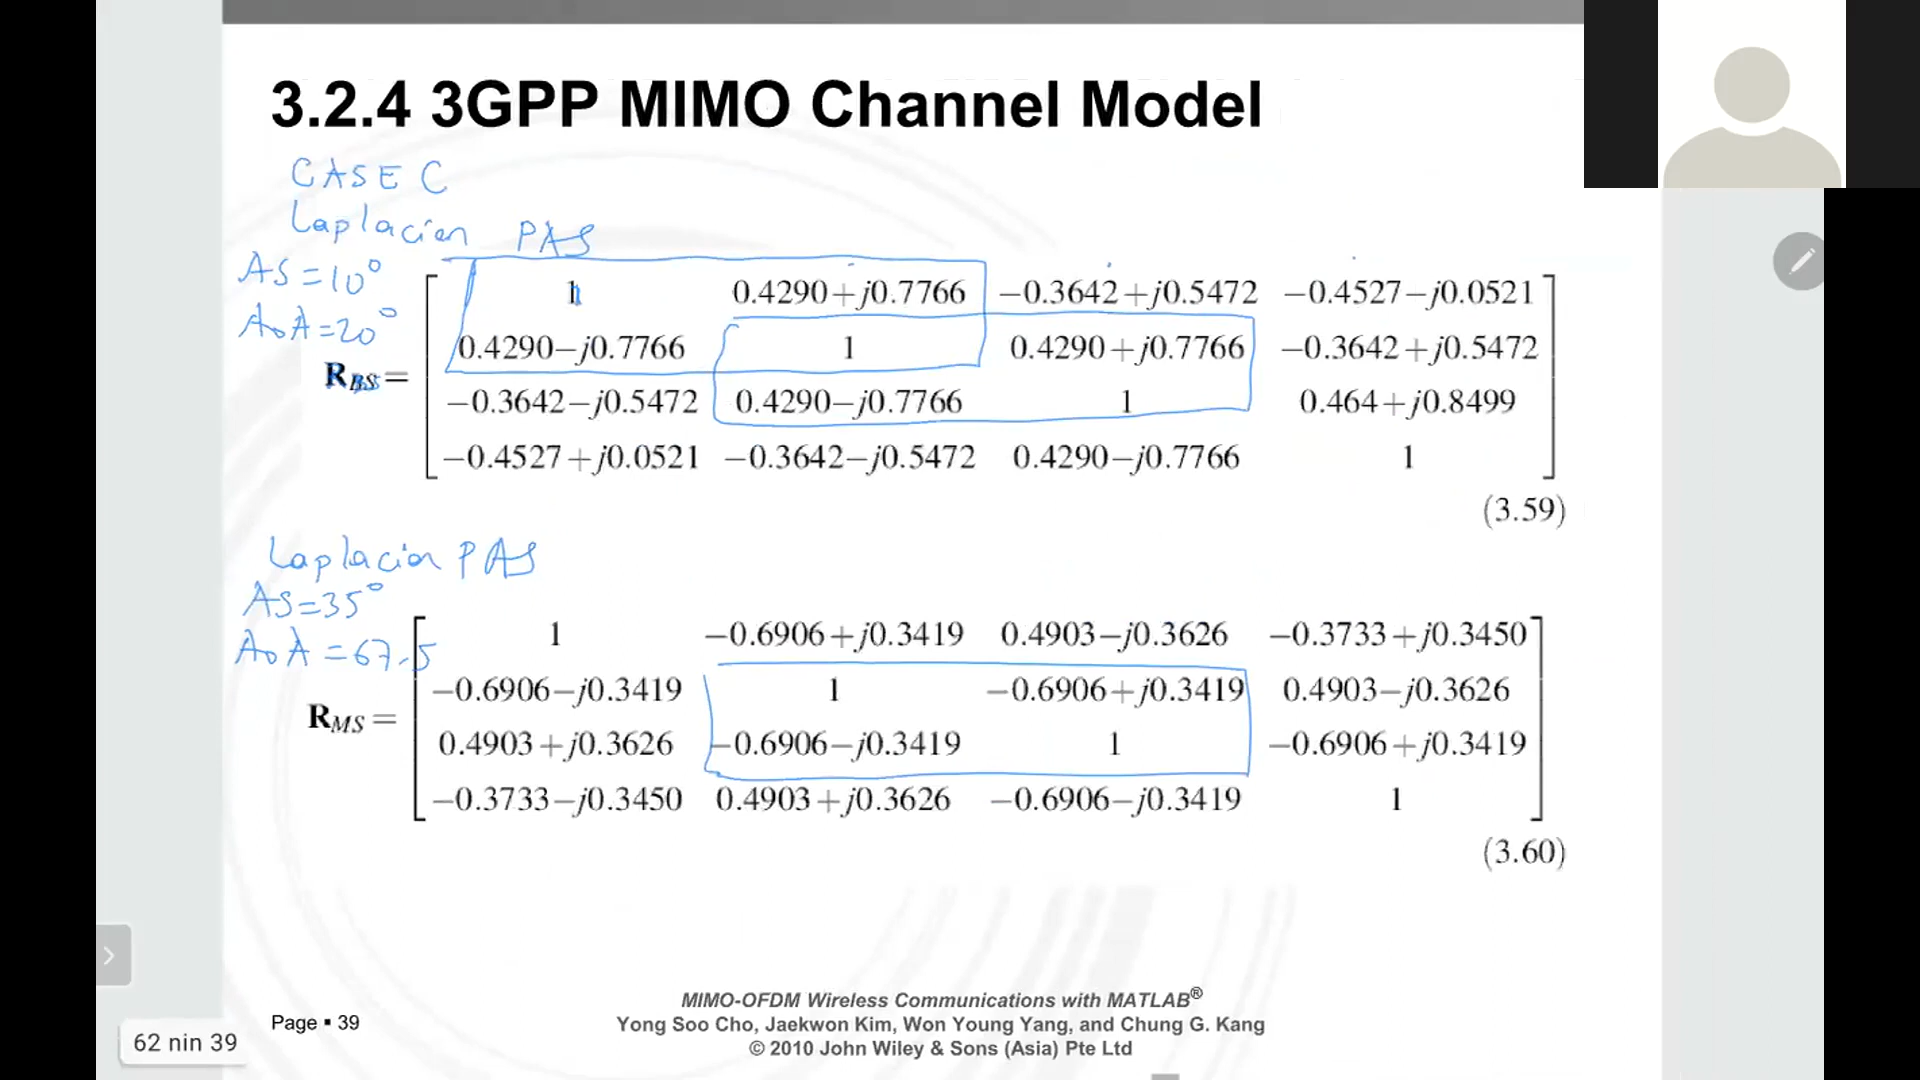 3.2.4 3GPP MIMO Channel Model
CASE C
Laplacian PAS
AS=10°
AoA=20°
1 0.4290+j0.7766 −0.3642+j0.5472 −0.4527−j0.0521
0.4290−j0.7766 1 0.4290+j0.7766 −0.3642+j0.5472
R_BS =
−0.3642−j0.5472 0.4290−j0.7766 1 0.464+j0.8499
−0.4527+j0.0521 −0.3642−j0.5472 0.4290−j0.7766 1
(3.59)
Laplacian PAS
AS=35°
AoA=67.5
1 −0.6906+j0.3419 0.4903−j0.3626 −0.3733+j0.3450
−0.6906−j0.3419 1 −0.6906+j0.3419 0.4903−j0.3626
R_MS =
0.4903+j0.3626 −0.6906−j0.3419 1 −0.6906+j0.3419
−0.3733−j0.3450 0.4903+j0.3626 −0.6906−j0.3419 1
(3.60)
MIMO-OFDM Wireless Communications with MATLAB®
Page ▪ 39
Yong Soo Cho, Jaekwon Kim, Won Young Yang, and Chung G. Kang
62 nin 39
© 2010 John Wiley & Sons (Asia) Pte Ltd